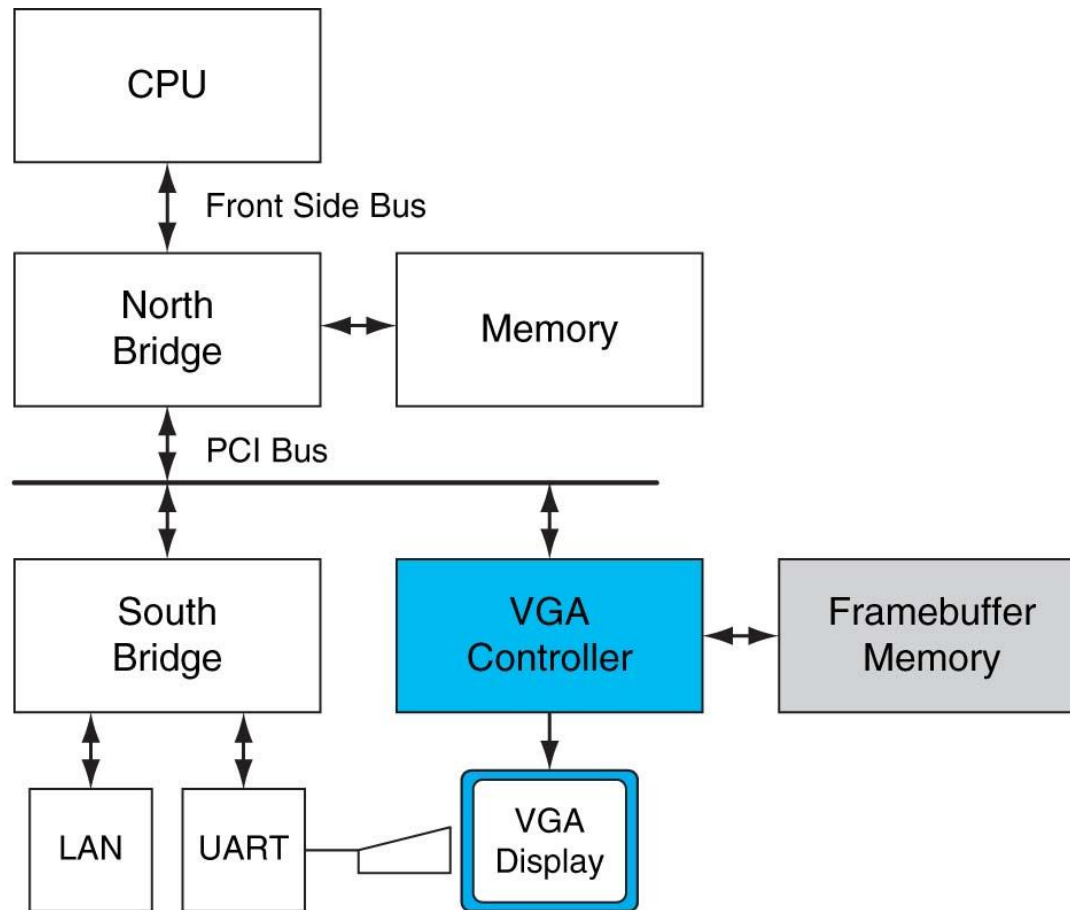 CPU
Front Side Bus
North
Bridge
Memory
PCI Bus
South
Bridge
VGA
Controller
Framebuffer
Memory
LAN
UART
VGA
Display